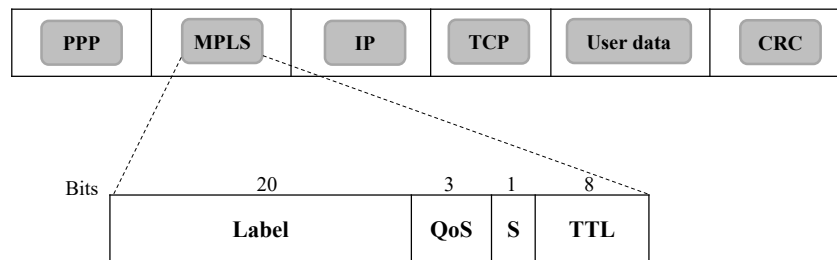 PPP MPLS IP TCP User data CRC
Bits 20 3 1 8
Label QoS S TTL